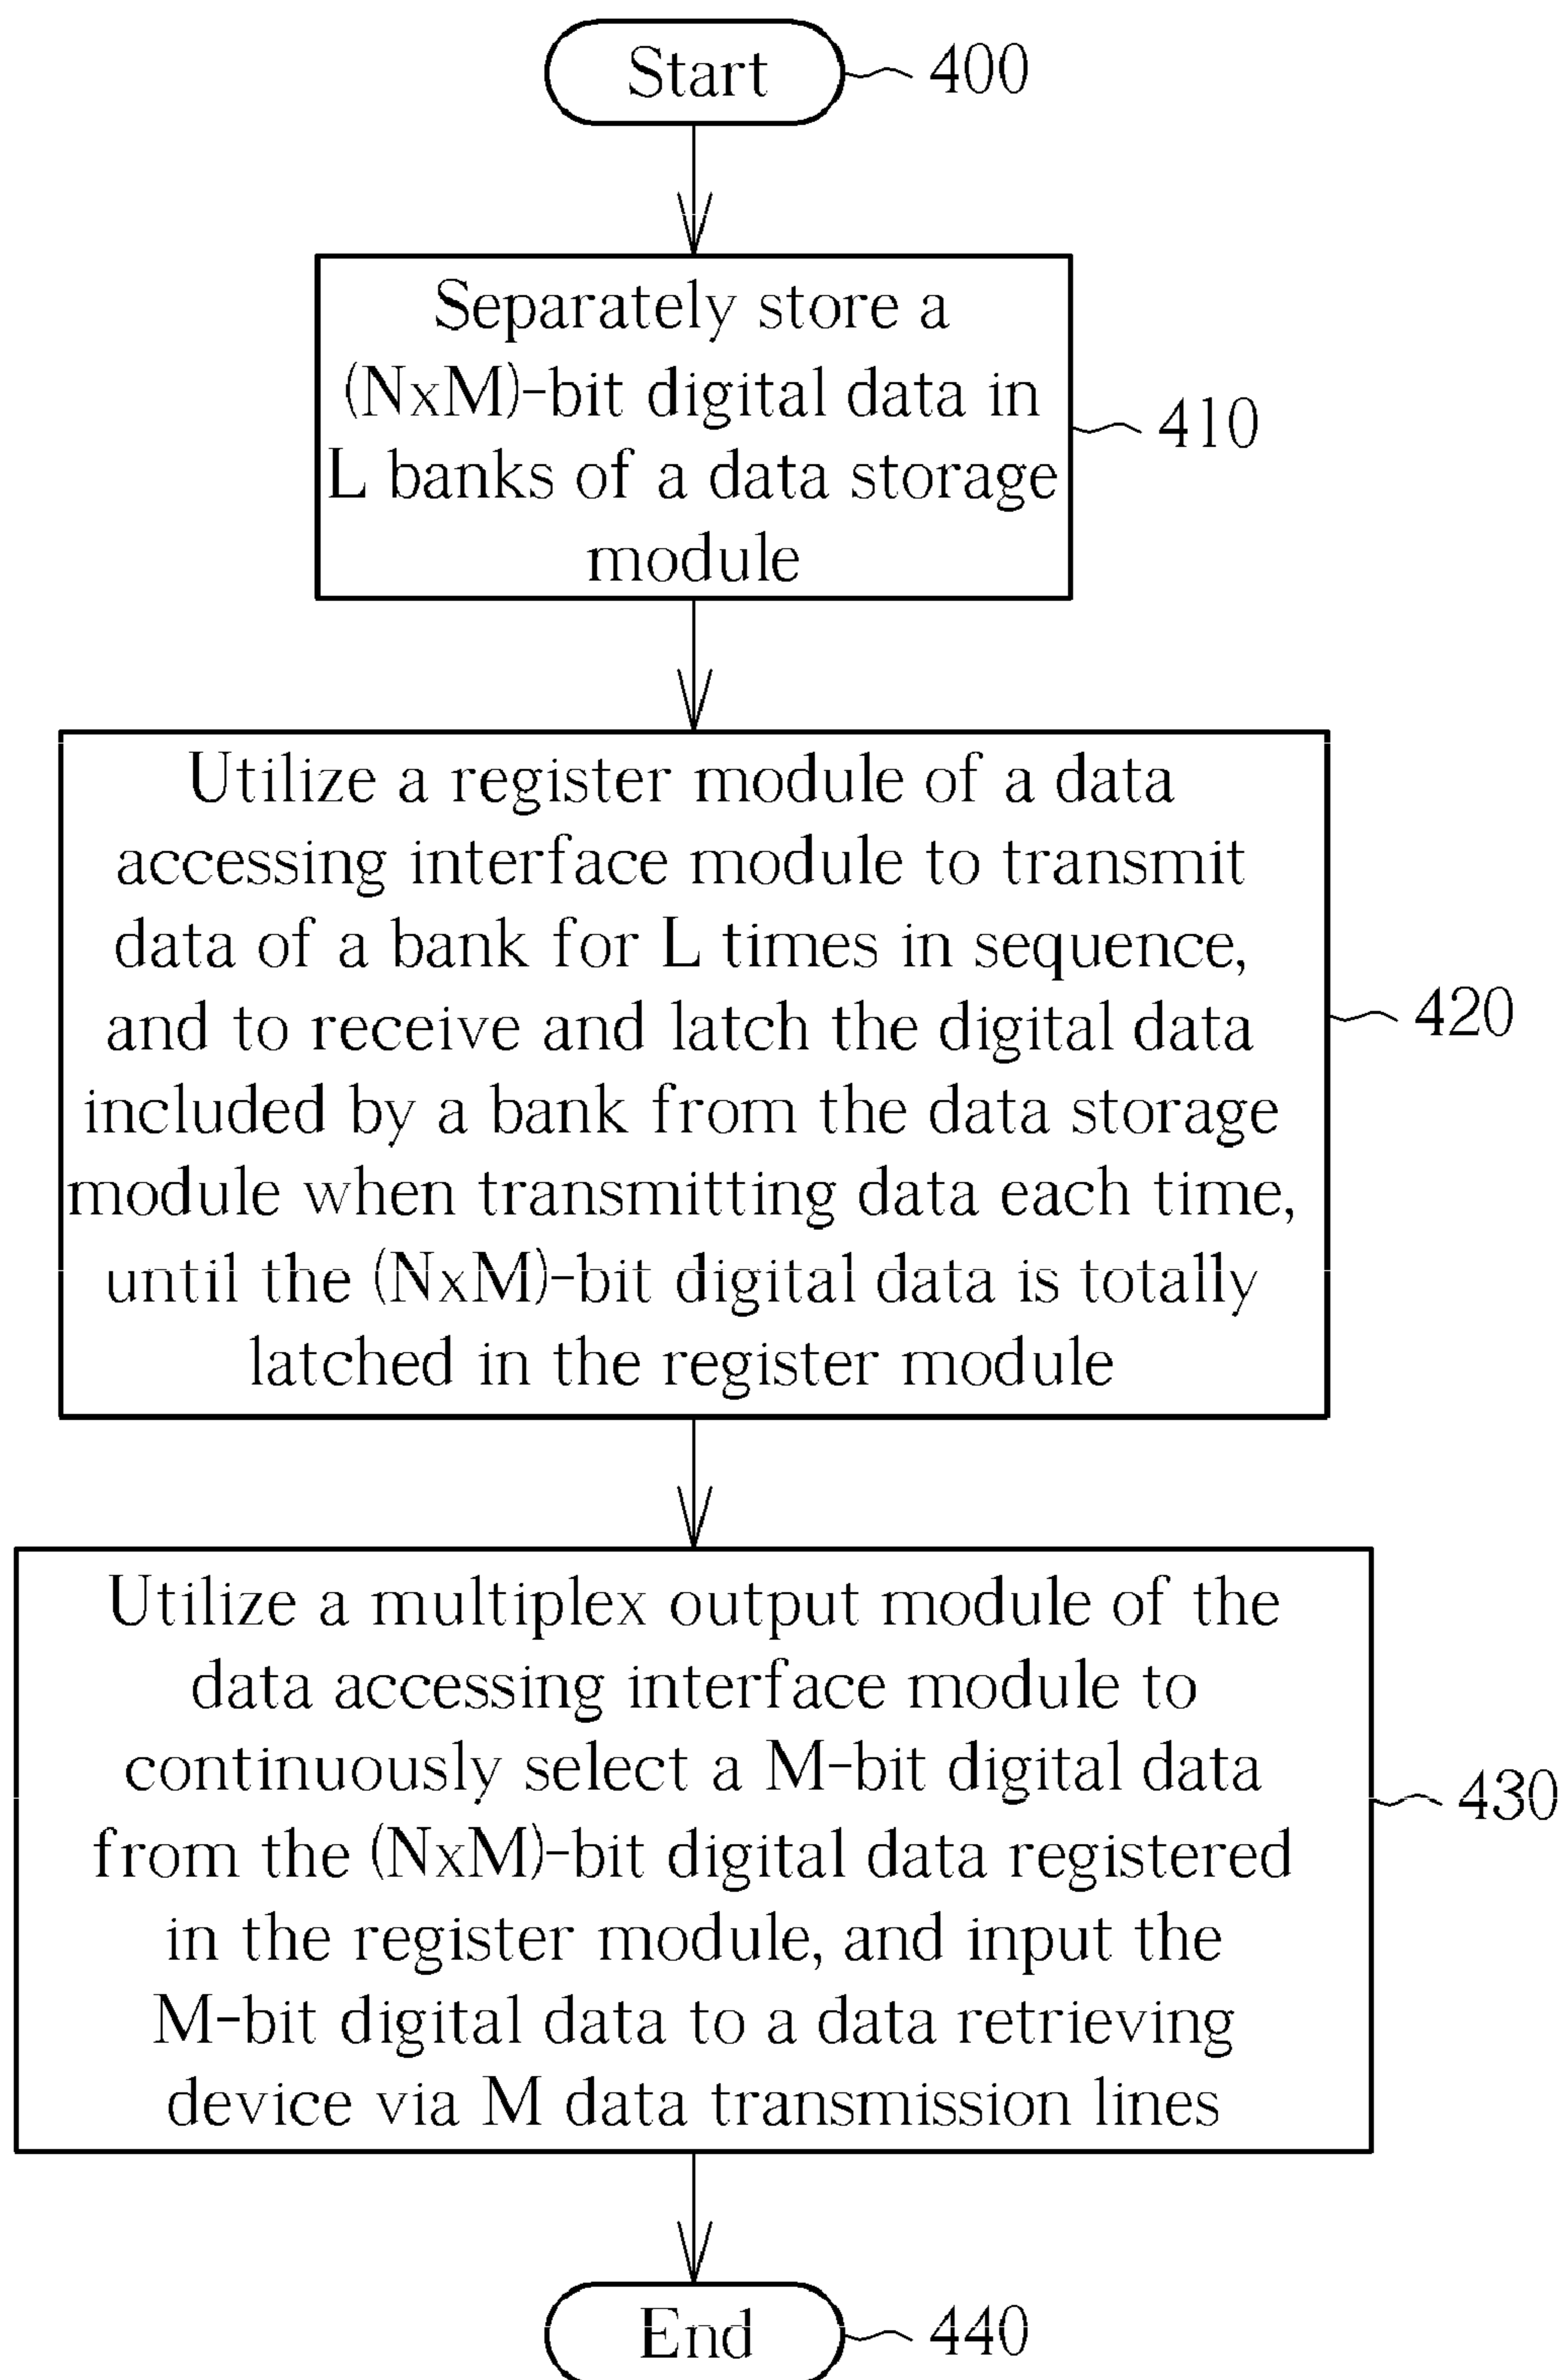 Start
400
Separately store a
(NxM)-bit digital data in
L banks of a data storage
module
410
Utilize a register module of a data
accessing interface module to transmit
data of a bank for L times in sequence,
and to receive and latch the digital data
included by a bank from the data storage
module when transmitting data each time,
until the (NxM)-bit digital data is totally
latched in the register module
420
Utilize a multiplex output module of the
data accessing interface module to
continuously select a M-bit digital data
from the (NxM)-bit digital data registered
in the register module, and input the
M-bit digital data to a data retrieving
device via M data transmission lines
430
End
440